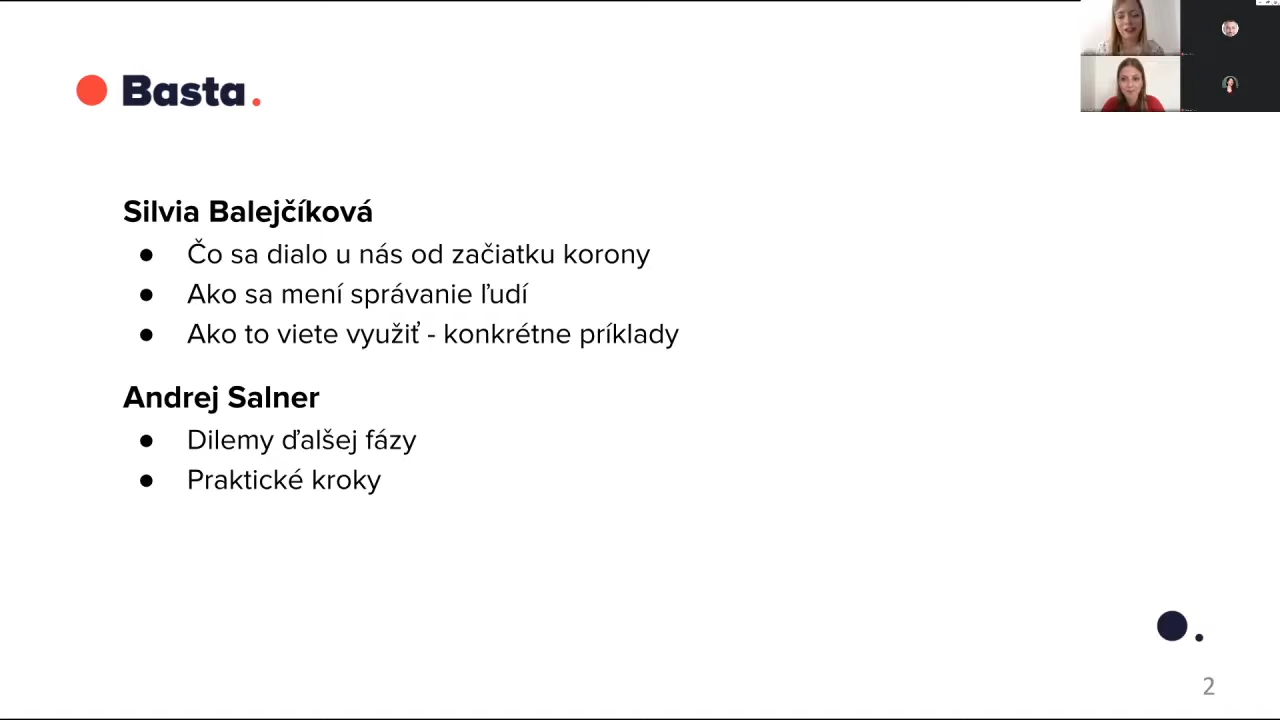 Basta.
Silvia Balejčíková
● Čo sa dialo u nás od začiatku korony
● Ako sa mení správanie ľudí
● Ako to viete využiť - konkrétne príklady
Andrej Salner
● Dilemy ďalšej fázy
● Praktické kroky
2